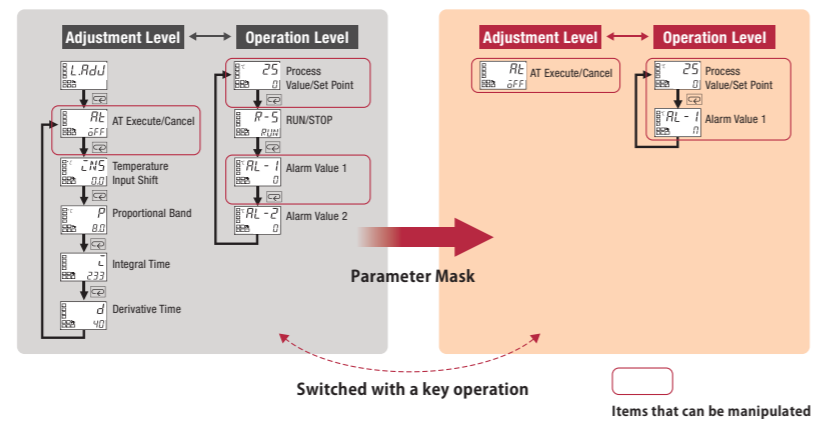 Adjustment Level
Operation Level
L.AdJ
At
oFF
AT Execute/Cancel
iNS
0.0
Temperature
Input Shift
P
8.0
Proportional Band
i
233
Integral Time
d
40
Derivative Time
°C
25
0
Process
Value/Set Point
R-S
RUN
RUN/STOP
AL-1
0
Alarm Value 1
AL-2
0
Alarm Value 2
Parameter Mask
Adjustment Level
Operation Level
At
oFF
AT Execute/Cancel
°C
25
0
Process
Value/Set Point
AL-1
0
Alarm Value 1
Switched with a key operation
Items that can be manipulated